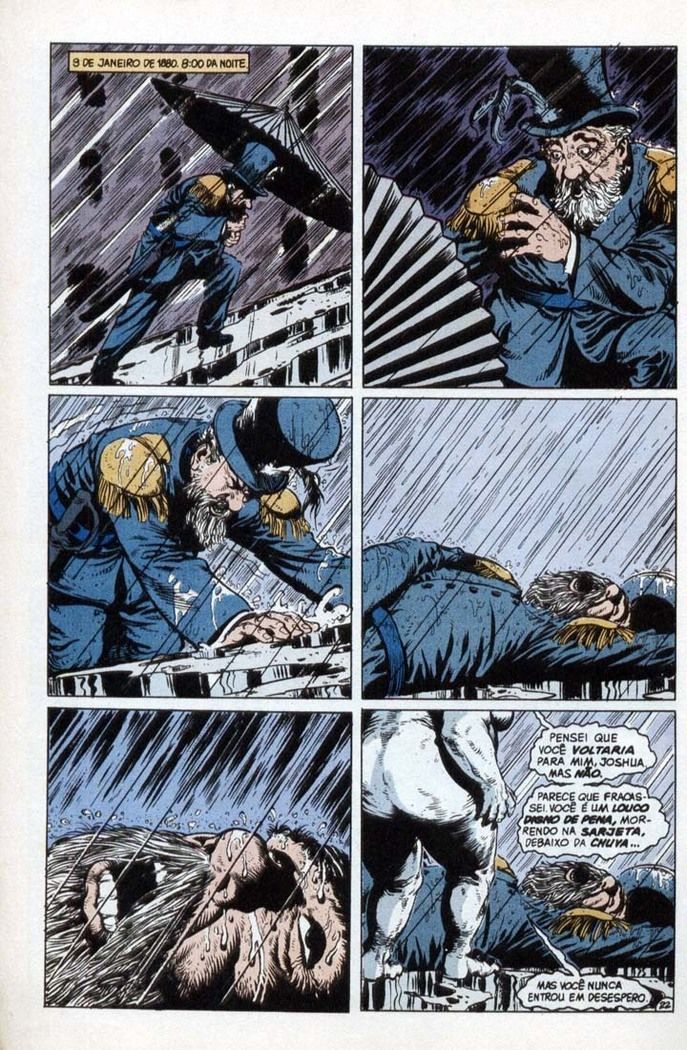 9 DE JANEIRO DE 1880. 8:00 DA NOITE.
PENSEI QUE
VOCÊ VOLTARIA
PARA MIM, JOSHUA,
MAS NÃO.
PARECE QUE FRACAS-
SEI. VOCÊ É UM LOUCO
DIGNO DE PENA, MOR-
RENDO NA SARJETA,
DEBAIXO DA CHUVA...
MAS VOCÊ NUNCA
ENTROU EM DESESPERO.
22